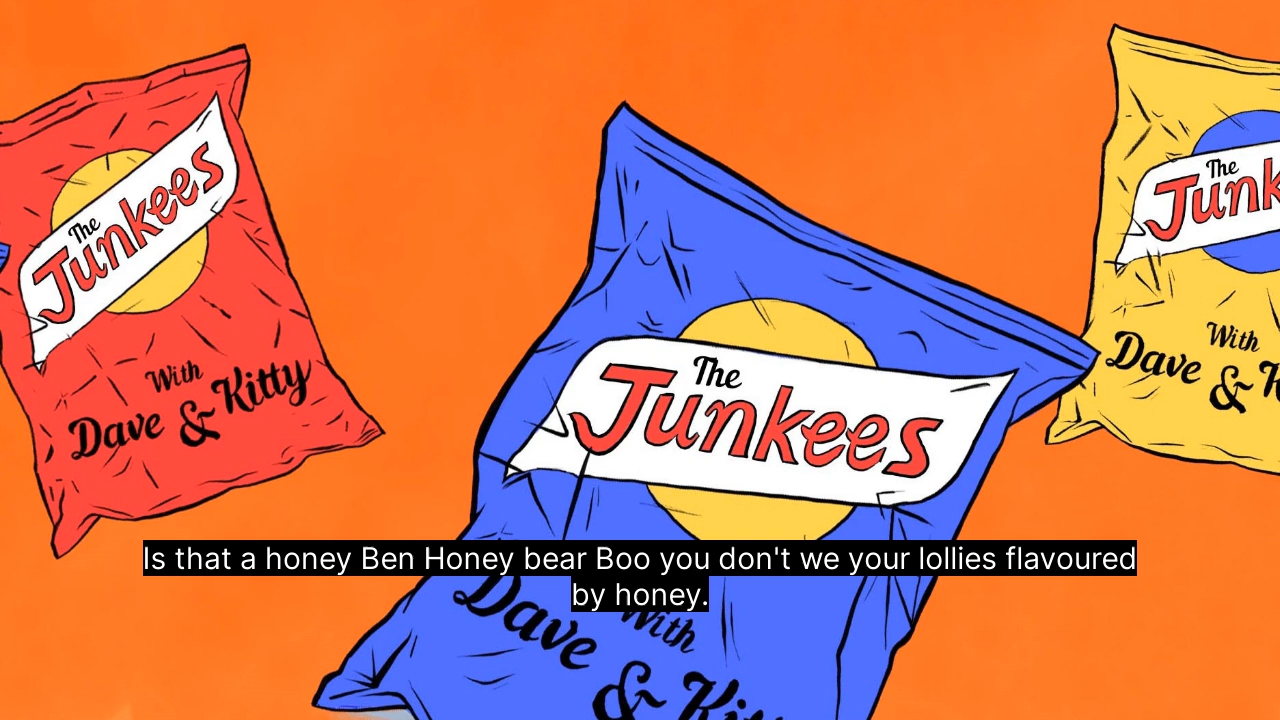 The
Junkees
With
Dave & Kitty
The
Junkees
With
Dave &
The
Junk
With
Dave &
Is that a honey Ben Honey bear Boo you don't we your lollies flavoured
by honey.